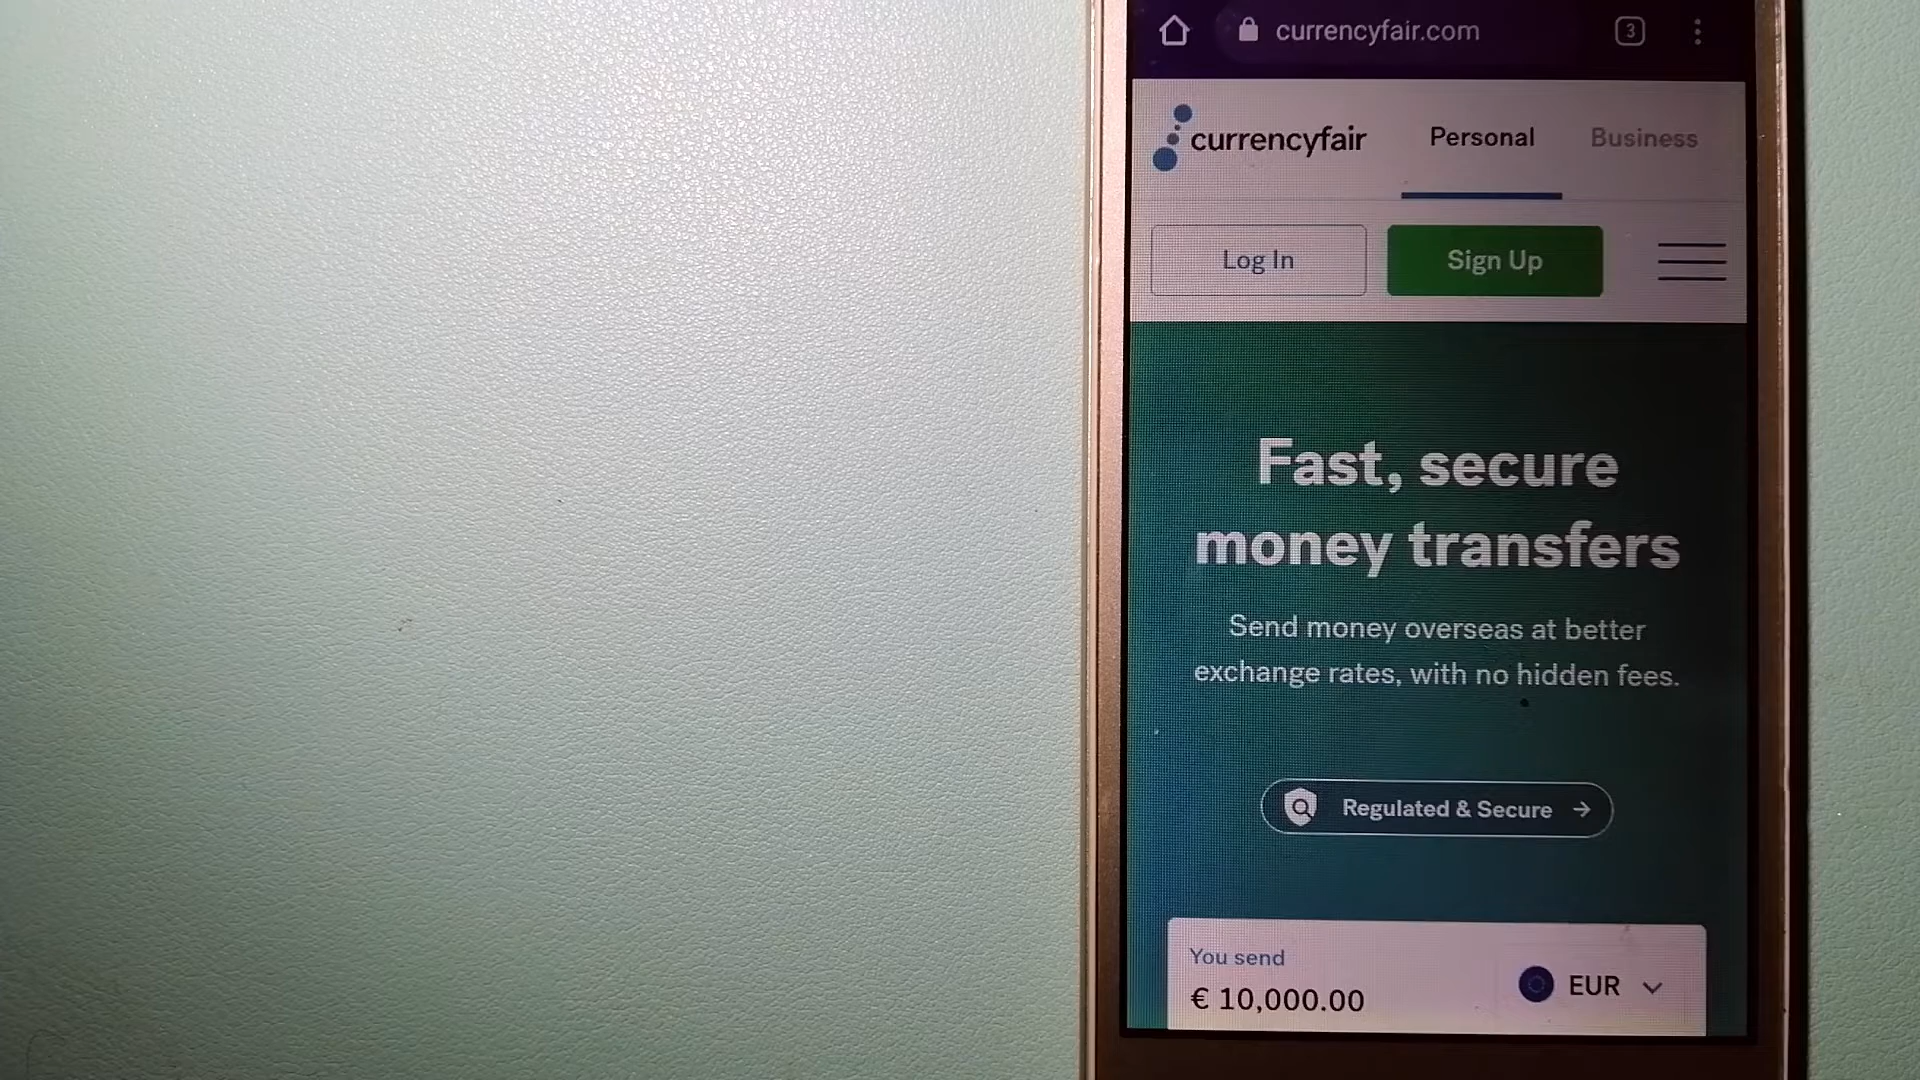 currencyfair.com
3
currencyfair
Personal
Business
Log In
Sign Up
Fast, secure
money transfers
Send money overseas at better
exchange rates, with no hidden fees.
Regulated & Secure →
You send
€ 10,000.00
EUR